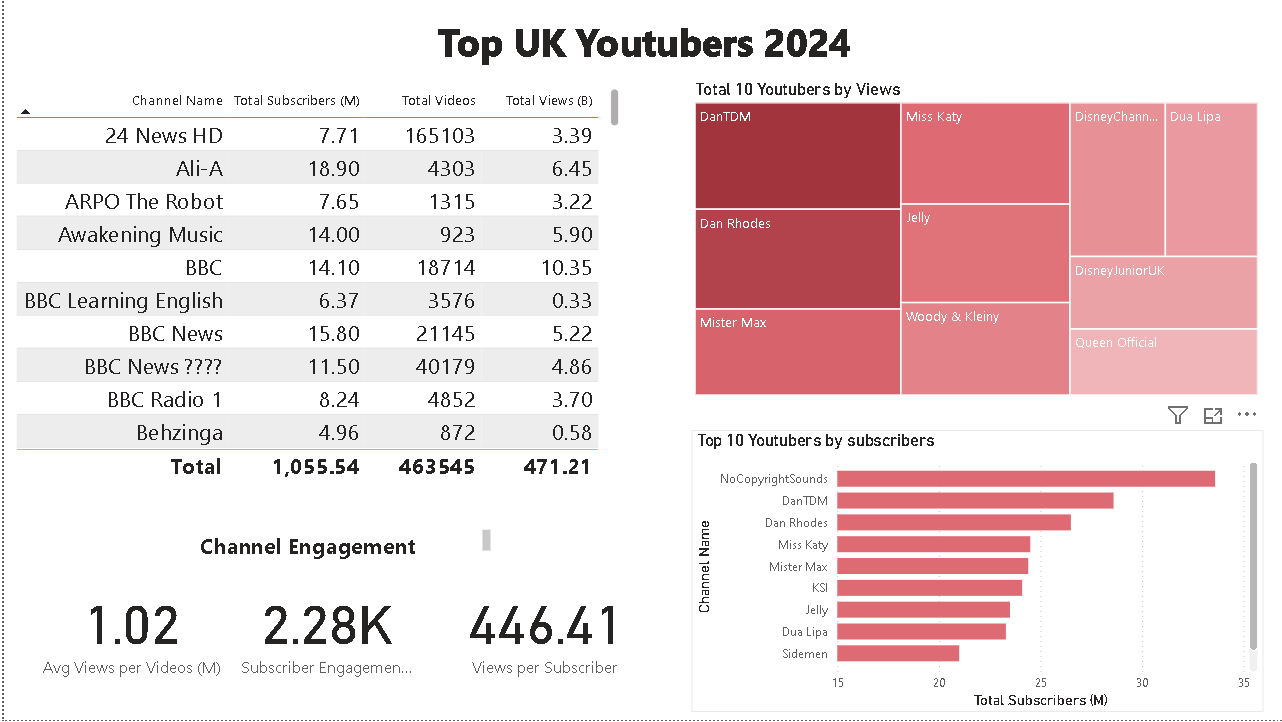 Top UK Youtubers 2024
Channel Name Total Subscribers (M) Total Videos Total Views (B)
24 News HD 7.71 165103 3.39
Ali-A 18.90 4303 6.45
ARPO The Robot 7.65 1315 3.22
Awakening Music 14.00 923 5.90
BBC 14.10 18714 10.35
BBC Learning English 6.37 3576 0.33
BBC News 15.80 21145 5.22
BBC News ???? 11.50 40179 4.86
BBC Radio 1 8.24 4852 3.70
Behzinga 4.96 872 0.58
Total 1,055.54 463545 471.21
Channel Engagement
1.02 2.28K 446.41
Avg Views per Videos (M) Subscriber Engagemen... Views per Subscriber
Total 10 Youtubers by Views
DanTDM
Dan Rhodes
Mister Max
Miss Katy
Jelly
Woody & Kleiny
DisneyChann...
Dua Lipa
DisneyJuniorUK
Queen Official
Top 10 Youtubers by subscribers
Channel Name
NoCopyrightSounds
DanTDM
Dan Rhodes
Miss Katy
Mister Max
KSI
Jelly
Dua Lipa
Sidemen
15 20 25 30 35
Total Subscribers (M)